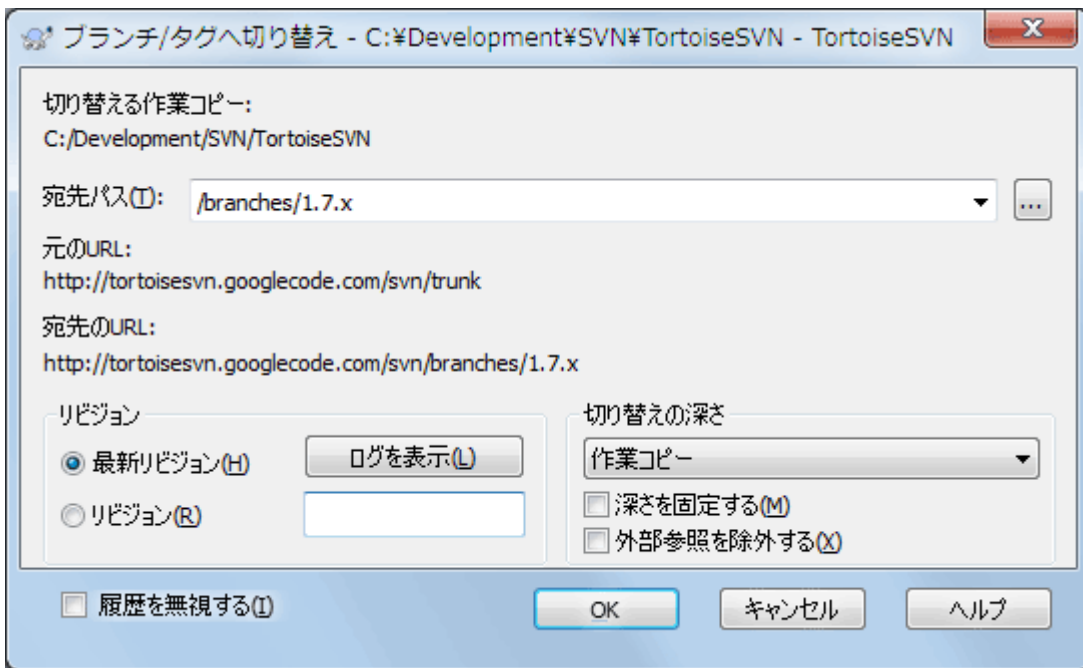 ブランチ/タグへ切り替え - C:¥Development¥SVN¥TortoiseSVN - TortoiseSVN
切り替える作業コピー:
C:/Development/SVN/TortoiseSVN
宛先パス(T): /branches/1.7.x ...
元のURL:
http://tortoisesvn.googlecode.com/svn/trunk
宛先のURL:
http://tortoisesvn.googlecode.com/svn/branches/1.7.x
リビジョン
最新リビジョン(H) ログを表示(L)
リビジョン(R)
切り替えの深さ
作業コピー
深さを固定する(M)
外部参照を除外する(X)
履歴を無視する(I)
OK キャンセル ヘルプ